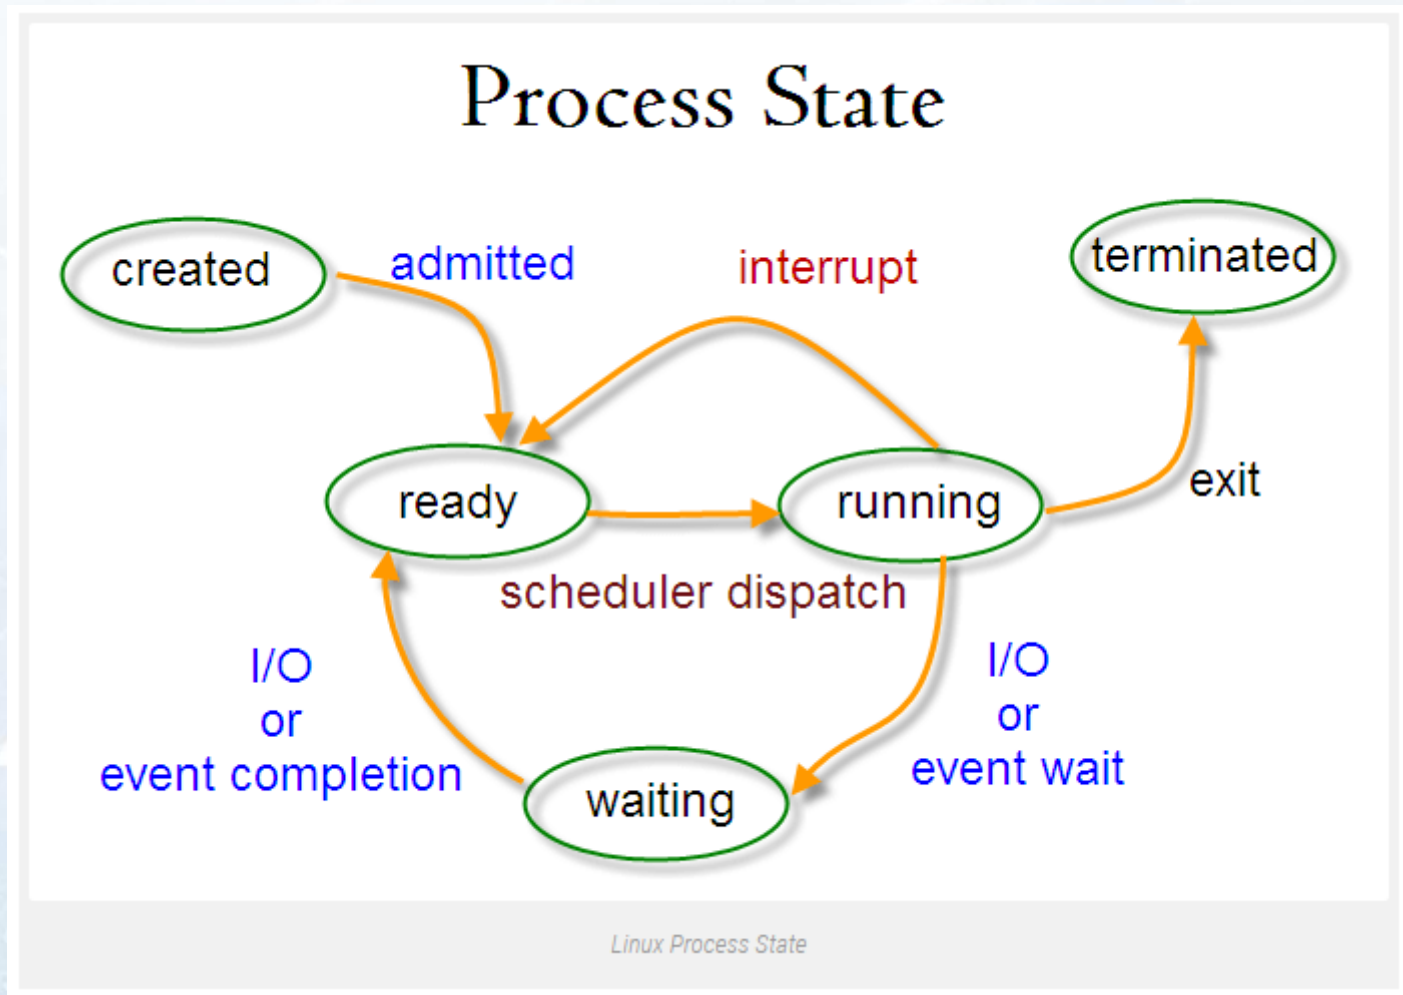 Process State
created
admitted
interrupt
terminated
ready
running
exit
scheduler dispatch
I/O
or
event completion
I/O
or
event wait
waiting
Linux Process State